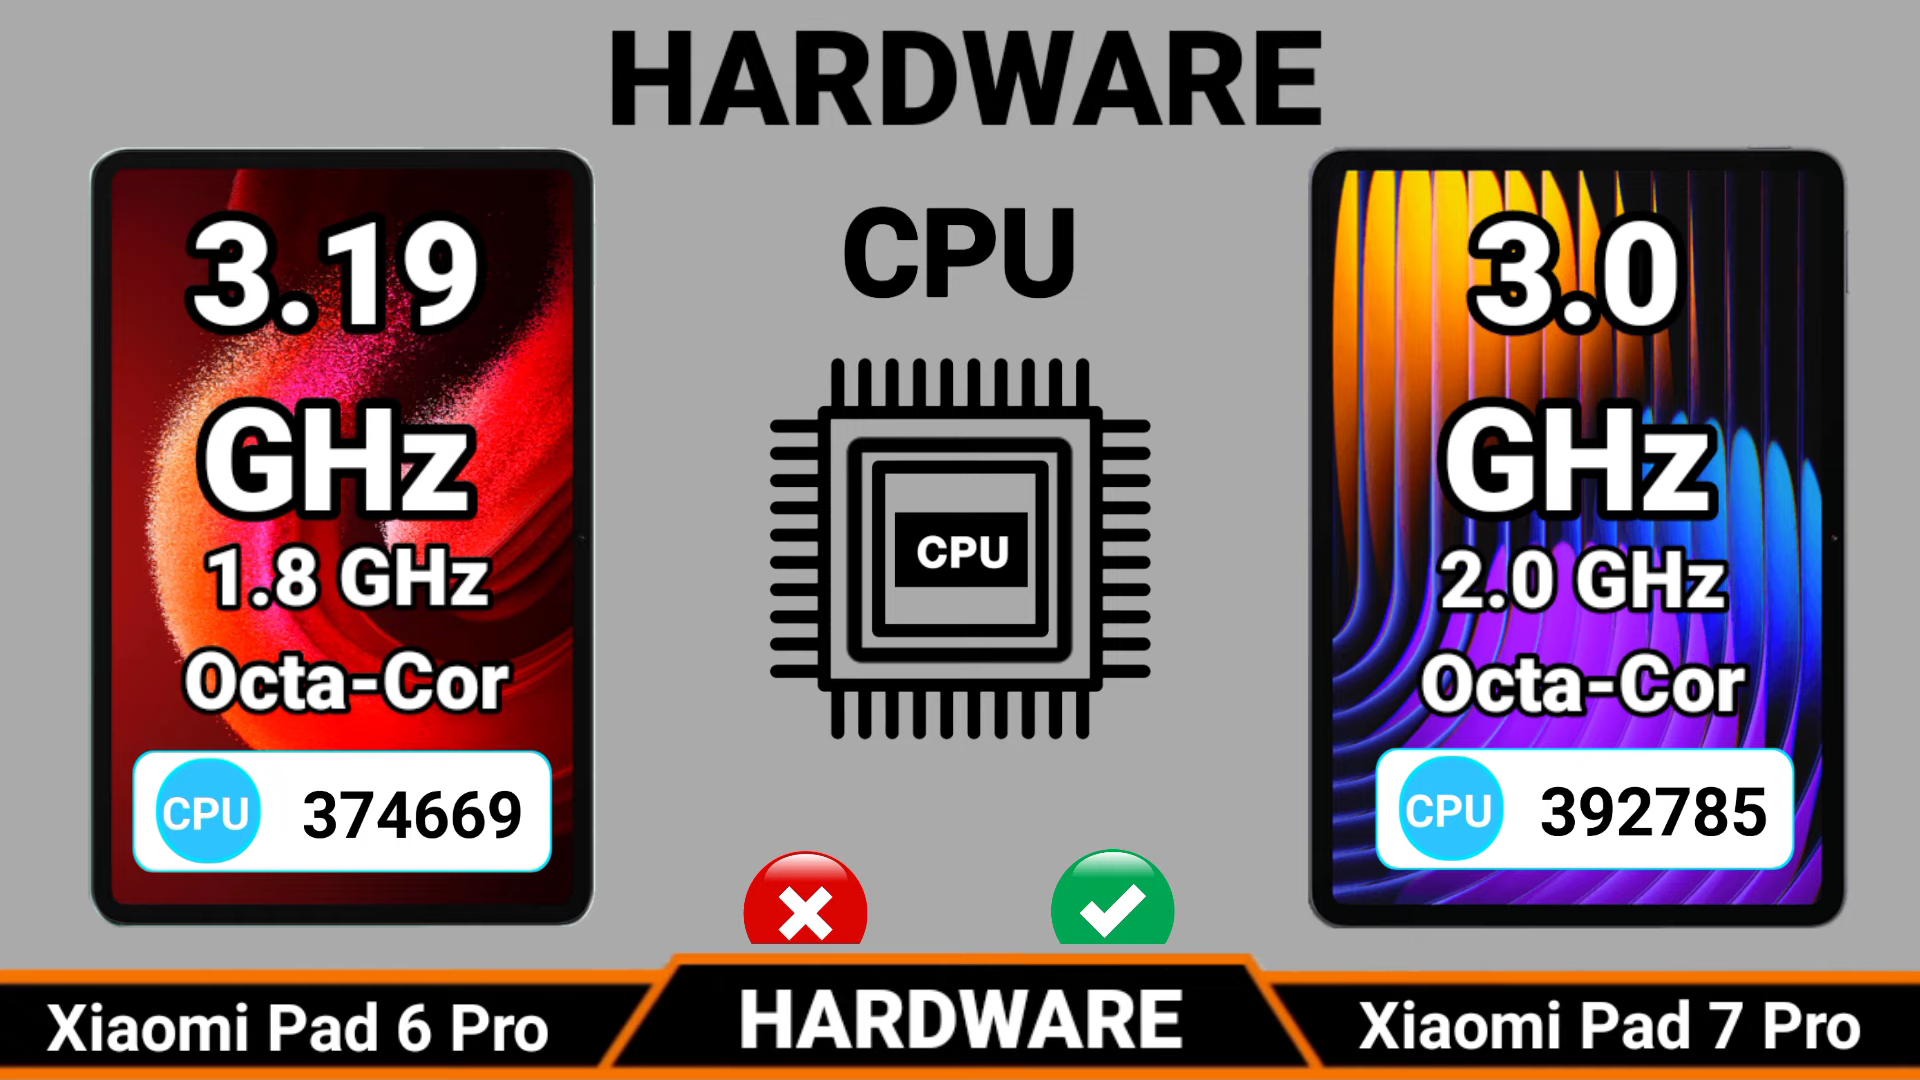 HARDWARE
CPU
3.19
GHz
1.8 GHz
Octa-Cor
CPU 374669
CPU
3.0
GHz
2.0 GHz
Octa-Cor
CPU 392785
Xiaomi Pad 6 Pro
HARDWARE
Xiaomi Pad 7 Pro